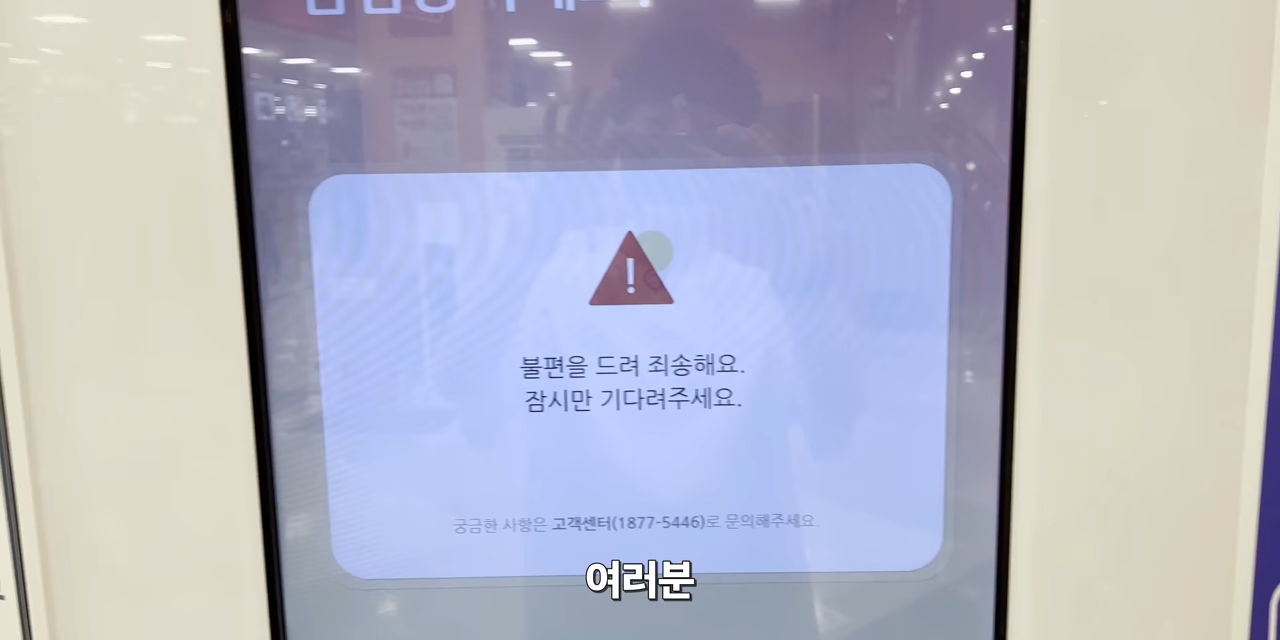 불편을 드려 죄송해요.
잠시만 기다려주세요.
궁금한 사항은 고객센터(1877-5446)로 문의해주세요.
여러분